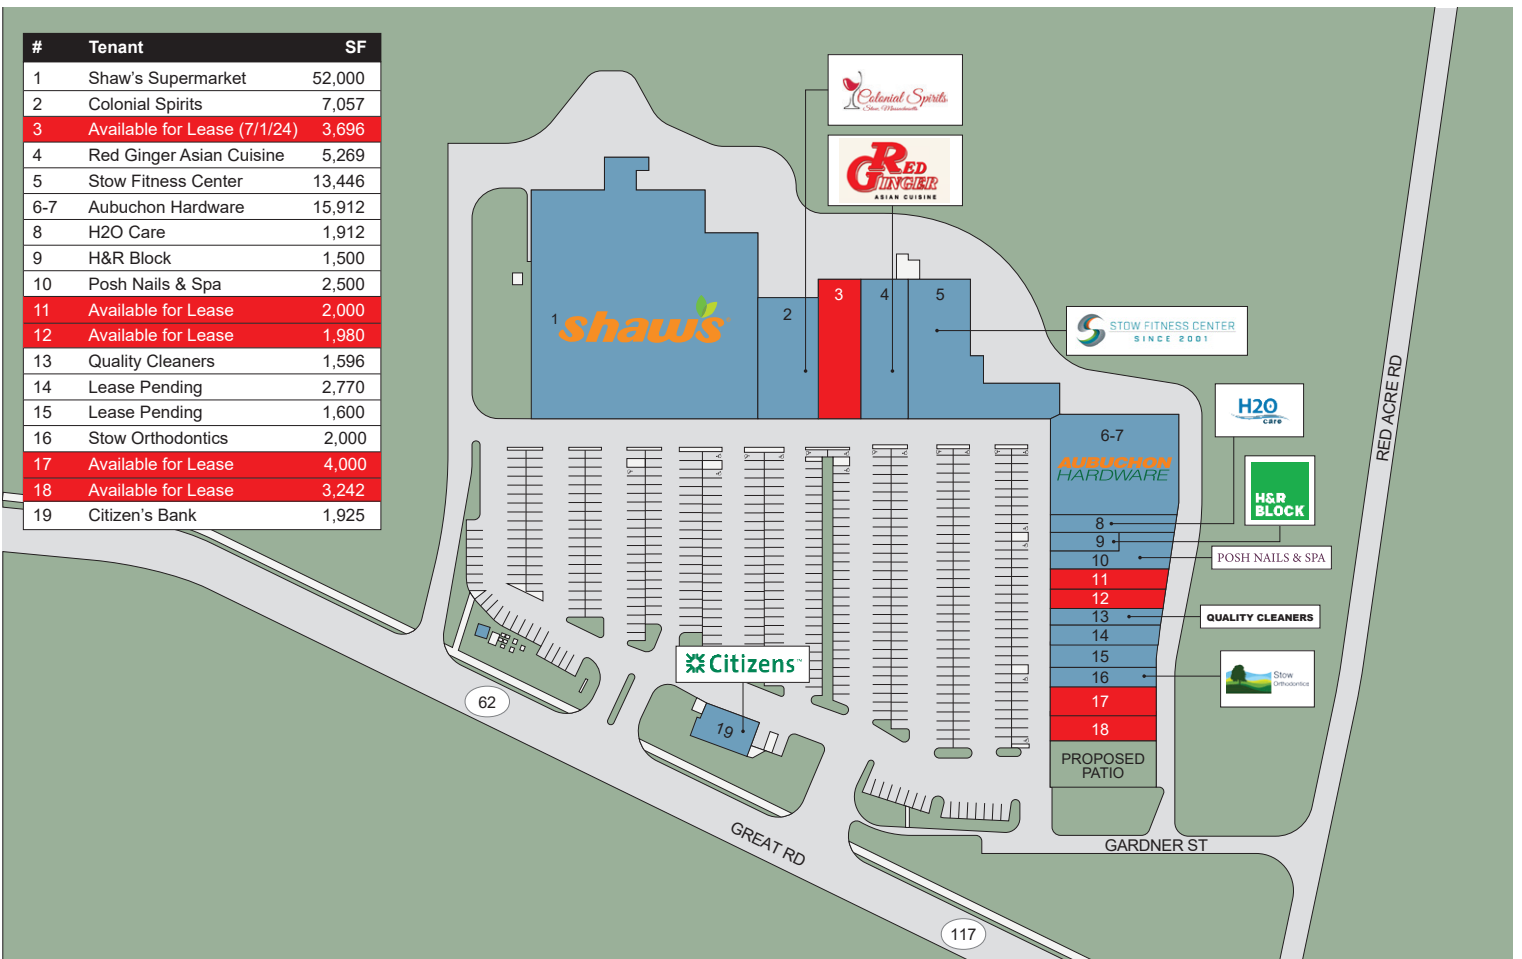 # Tenant SF
1 Shaw's Supermarket 52,000
2 Colonial Spirits 7,057
3 Available for Lease (7/1/24) 3,696
4 Red Ginger Asian Cuisine 5,269
5 Stow Fitness Center 13,446
6-7 Aubuchon Hardware 15,912
8 H2O Care 1,912
9 H&R Block 1,500
10 Posh Nails & Spa 2,500
11 Available for Lease 2,000
12 Available for Lease 1,980
13 Quality Cleaners 1,596
14 Lease Pending 2,770
15 Lease Pending 1,600
16 Stow Orthodontics 2,000
17 Available for Lease 4,000
18 Available for Lease 3,242
19 Citizen's Bank 1,925
Colonial Spirits
Stow, Massachusetts
RED
GINGER
ASIAN CUISINE
1 shaw's
2
3
4
5
STOW FITNESS CENTER
SINCE 2001
H2O
care
6-7
AUBUCHON
HARDWARE
H&R
BLOCK
8
9
10
POSH NAILS & SPA
11
12
13
QUALITY CLEANERS
14
15
16
Stow
Orthodontics
17
18
PROPOSED
PATIO
Citizens
19
62
GREAT RD
117
GARDNER ST
RED ACRE RD